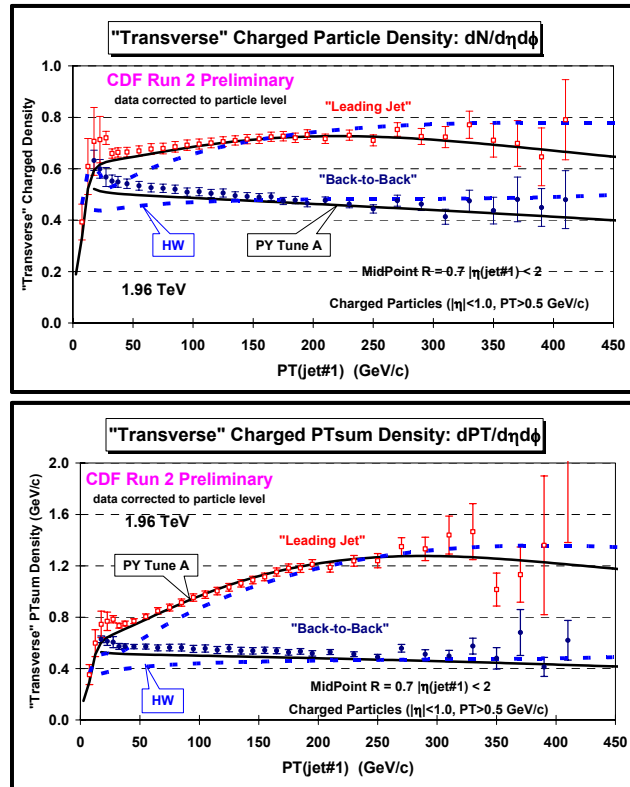 "Transverse" Charged Particle Density: dN/dηdφ
CDF Run 2 Preliminary
data corrected to particle level
"Leading Jet"
"Back-to-Back"
HW
PY Tune A
MidPoint R = 0.7 |η(jet#1) < 2
1.96 TeV
Charged Particles (|η|<1.0, PT>0.5 GeV/c)
"Transverse" Charged Density
1.0
0.8
0.6
0.4
0.2
0.0
0 50 100 150 200 250 300 350 400 450
PT(jet#1) (GeV/c)
"Transverse" Charged PTsum Density: dPT/dηdφ
CDF Run 2 Preliminary
data corrected to particle level
1.96 TeV
"Leading Jet"
PY Tune A
"Back-to-Back"
HW
MidPoint R = 0.7 |η(jet#1) < 2
Charged Particles (|η|<1.0, PT>0.5 GeV/c)
"Transverse" PTsum Density (GeV/c)
2.0
1.6
1.2
0.8
0.4
0.0
0 50 100 150 200 250 300 350 400 450
PT(jet#1) (GeV/c)